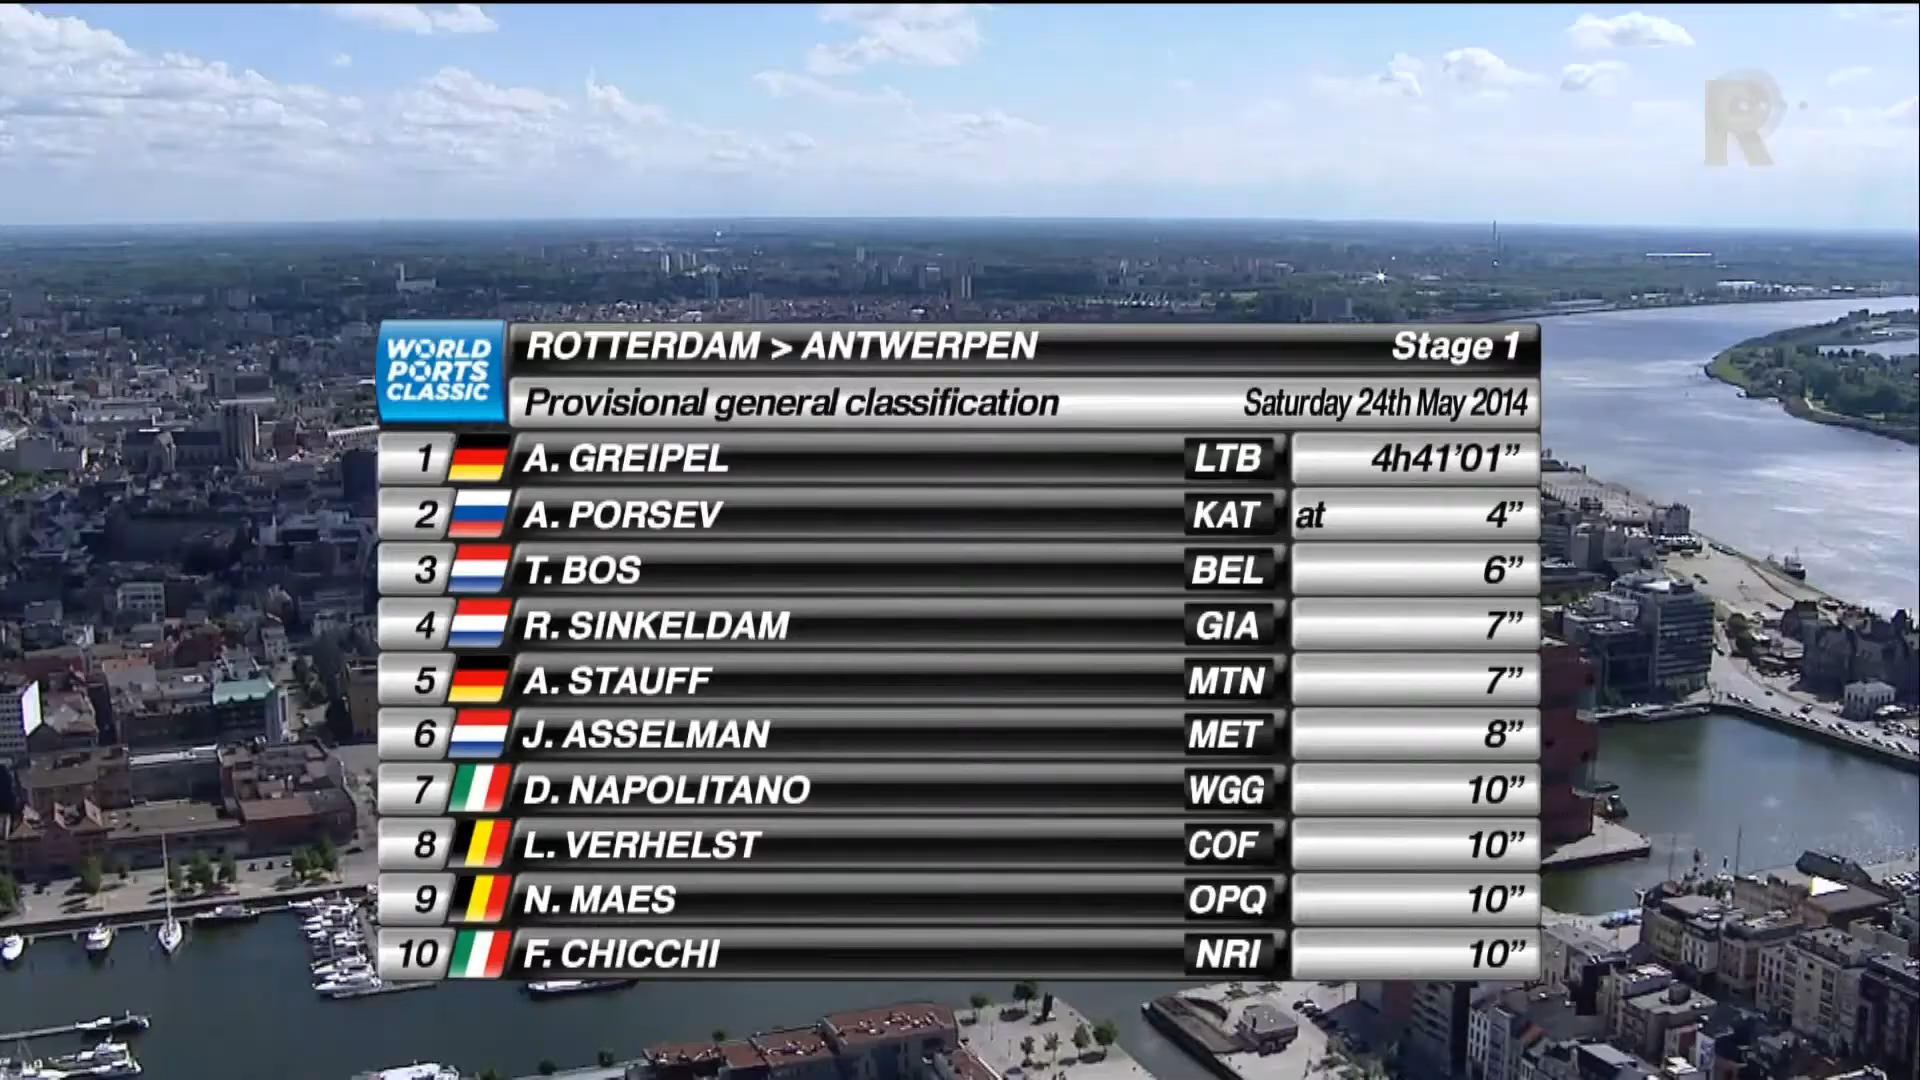 WORLD PORTS CLASSIC
ROTTERDAM > ANTWERPEN Stage 1
Provisional general classification Saturday 24th May 2014
1 A. GREIPEL LTB 4h41'01”
2 A. PORSEV KAT at 4”
3 T. BOS BEL 6”
4 R. SINKELDAM GIA 7”
5 A. STAUFF MTN 7”
6 J. ASSELMAN MET 8”
7 D. NAPOLITANO WGG 10”
8 L. VERHELST COF 10”
9 N. MAES OPQ 10”
10 F. CHICCHI NRI 10”
R